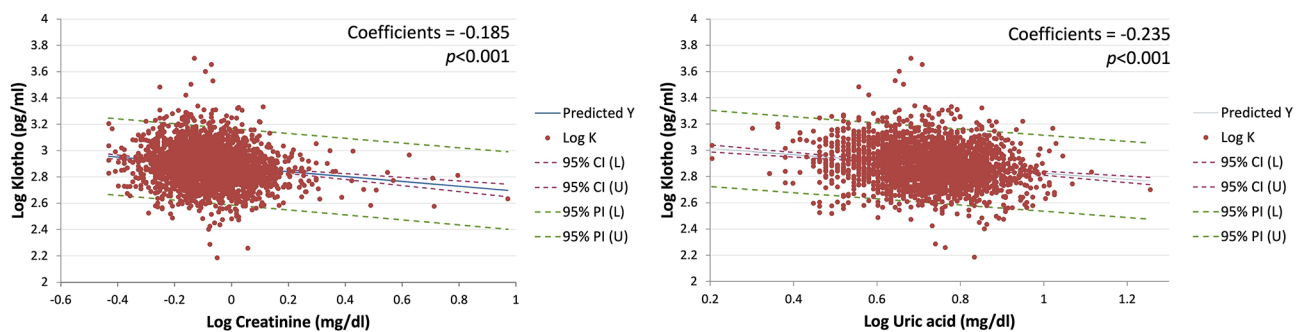 Coefficients = -0.185
p<0.001
Log Klotho (pg/ml)
4
3.8
3.6
3.4
3.2
3
2.8
2.6
2.4
2.2
2
-0.6 -0.4 -0.2 0 0.2 0.4 0.6 0.8 1
Log Creatinine (mg/dl)
Predicted Y
Log K
95% CI (L)
95% CI (U)
95% PI (L)
95% PI (U)
Coefficients = -0.235
p<0.001
Log Klotho (pg/ml)
4
3.8
3.6
3.4
3.2
3
2.8
2.6
2.4
2.2
2
0.2 0.4 0.6 0.8 1 1.2
Log Uric acid (mg/dl)
Predicted Y
Log K
95% CI (L)
95% CI (U)
95% PI (L)
95% PI (U)